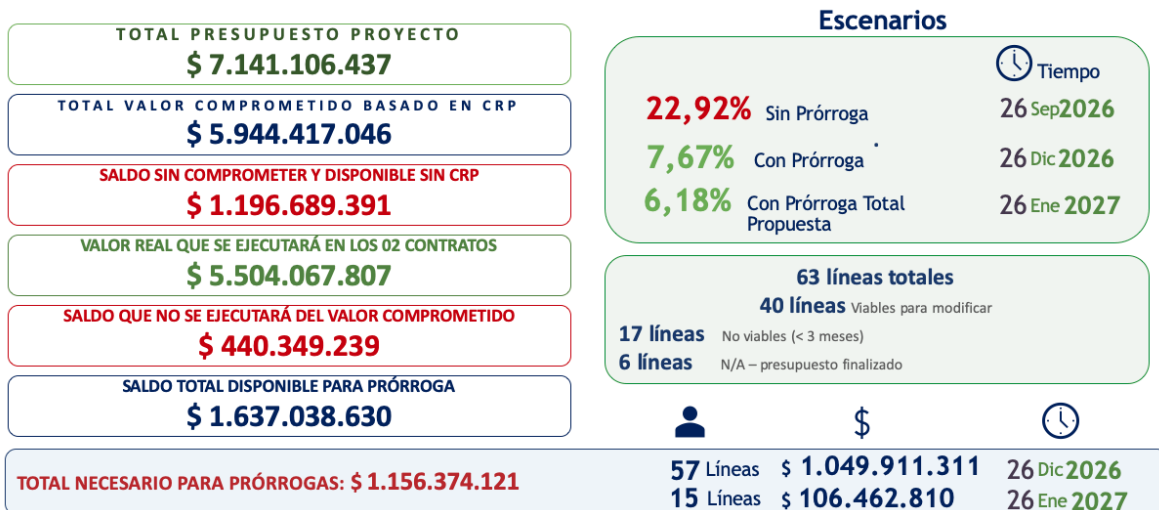 TOTAL PRESUPUESTO PROYECTO
$ 7.141.106.437
TOTAL VALOR COMPROMETIDO BASADO EN CRP
$ 5.944.417.046
SALDO SIN COMPROMETER Y DISPONIBLE SIN CRP
$ 1.196.689.391
VALOR REAL QUE SE EJECUTARÁ EN LOS 02 CONTRATOS
$ 5.504.067.807
SALDO QUE NO SE EJECUTARÁ DEL VALOR COMPROMETIDO
$ 440.349.239
SALDO TOTAL DISPONIBLE PARA PRÓRROGA
$ 1.637.038.630
Escenarios
Tiempo
22,92% Sin Prórroga 26 Sep2026
7,67% Con Prórroga 26 Dic 2026
6,18% Con Prórroga Total 26 Ene 2027
Propuesta
63 líneas totales
40 líneas Viables para modificar
17 líneas No viables (< 3 meses)
6 líneas N/A – presupuesto finalizado
$
TOTAL NECESARIO PARA PRÓRROGAS: $ 1.156.374.121
57 Líneas $ 1.049.911.311 26 Dic 2026
15 Líneas $ 106.462.810 26 Ene 2027